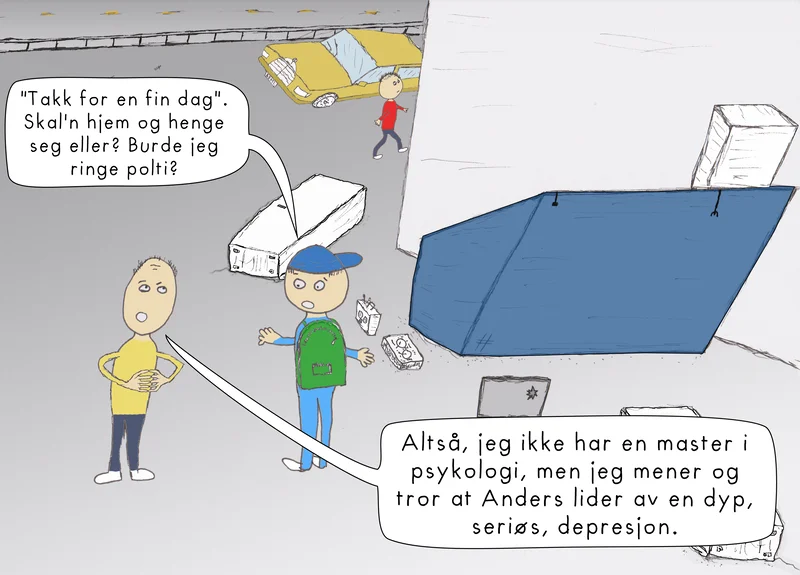 "Takk for en fin dag".
Skal'n hjem og henge
seg eller? Burde jeg
ringe polti?
Altså, jeg ikke har en master i
psykologi, men jeg mener og
tror at Anders lider av en dyp,
seriøs, depresjon.